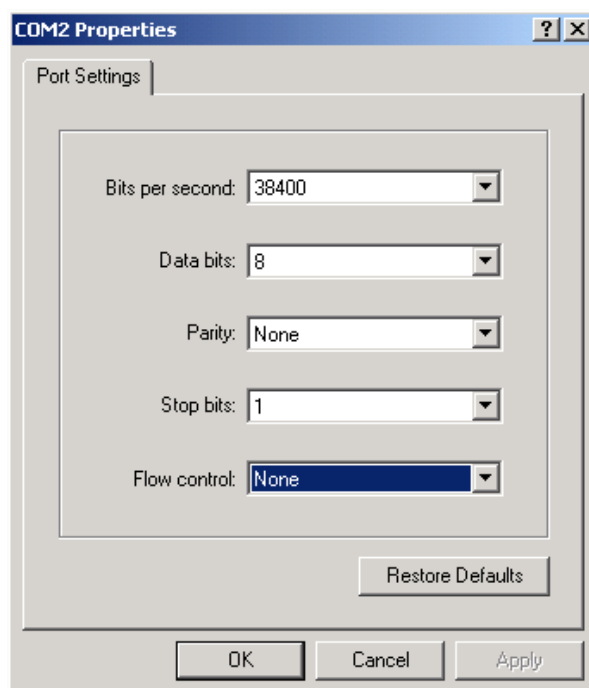 COM2 Properties
Port Settings
Bits per second: 38400
Data bits: 8
Parity: None
Stop bits: 1
Flow control: None
Restore Defaults
OK Cancel Apply